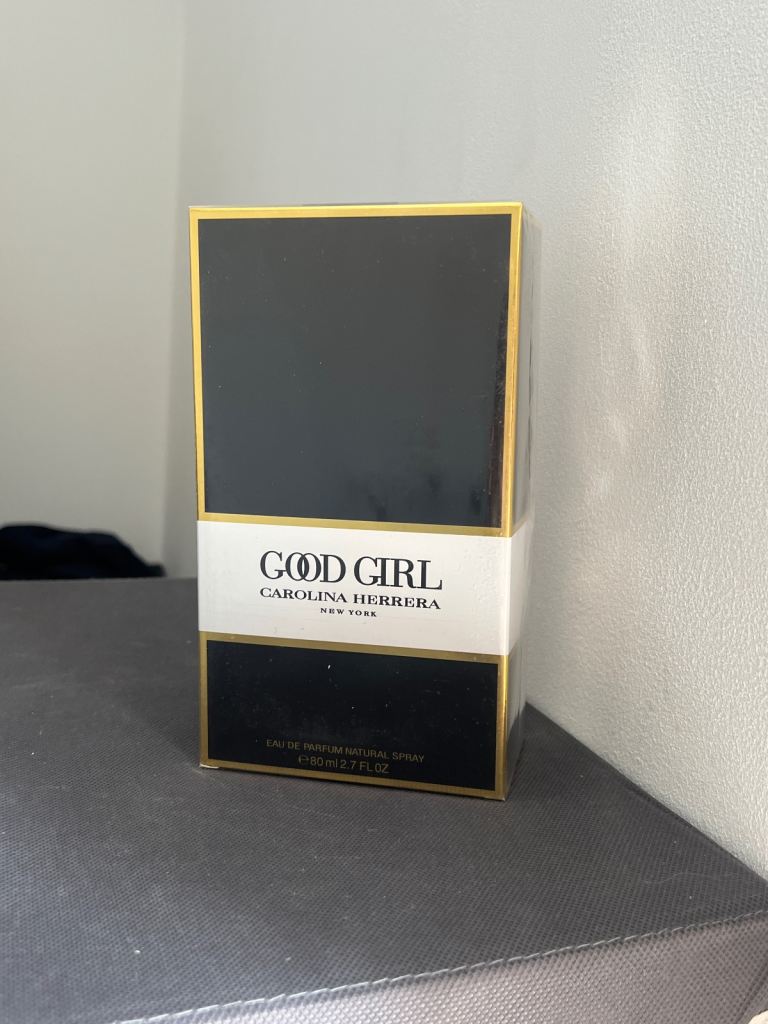 GOOD GIRL
CAROLINA HERRERA
NEW YORK
EAU DE PARFUM NATURAL SPRAY
℮80 ml 2.7 FL OZ